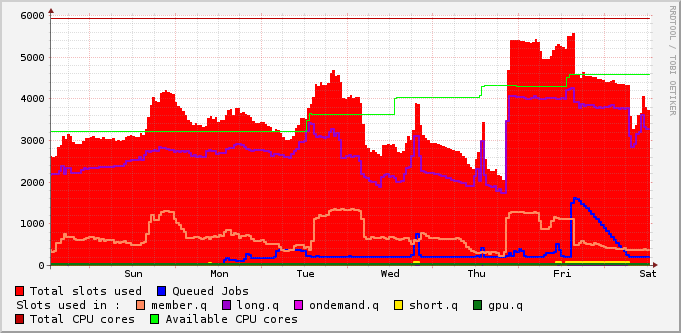 6000
5000
4000
3000
2000
1000
0
Sun Mon Tue Wed Thu Fri Sat
RRDTOOL / TOBI OETIKER
Total slots used Queued Jobs
Slots used in : member.q long.q ondemand.q short.q gpu.q
Total CPU cores Available CPU cores